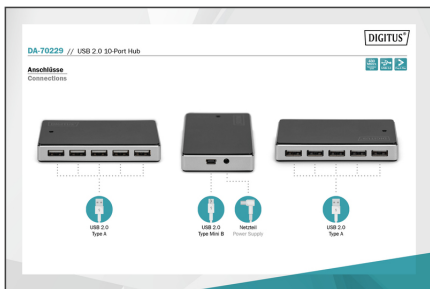 DIGITUS®
DA-70229 // USB 2.0 10-Port Hub
Anschlüsse
Connections
USB 2.0
Type A
USB 2.0
Type Mini B
Netzteil
Power Supply
USB 2.0
Type A